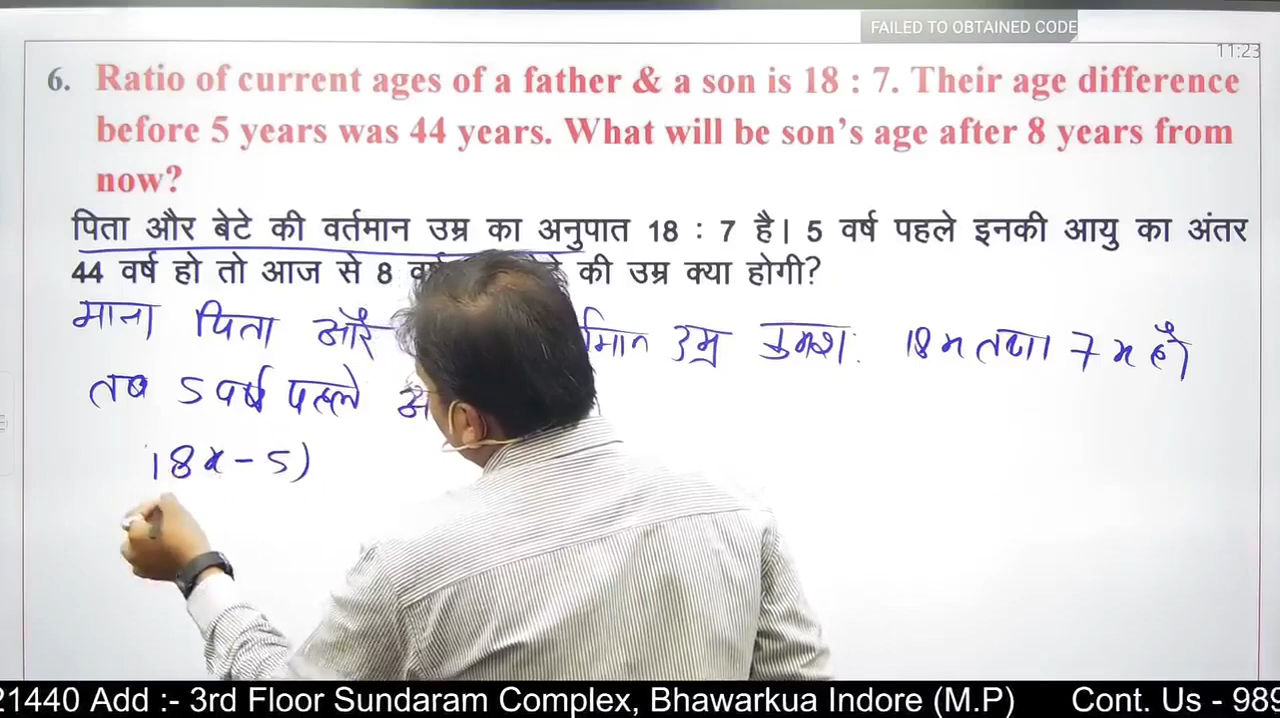 FAILED TO OBTAINED CODE
11:23
6. Ratio of current ages of a father & a son is 18 : 7. Their age difference
before 5 years was 44 years. What will be son's age after 8 years from
now?
पिता और बेटे की वर्तमान उम्र का अनुपात 18 : 7 है। 5 वर्ष पहले इनकी आयु का अंतर
44 वर्ष हो तो आज से 8 की उम्र क्या होगी?
माना पिता और उम्र क्रमशः 18x तथा 7x है
तब 5 वर्ष पहले
18x - 5)
21440 Add :- 3rd Floor Sundaram Complex, Bhawarkua Indore (M.P) Cont. Us - 989